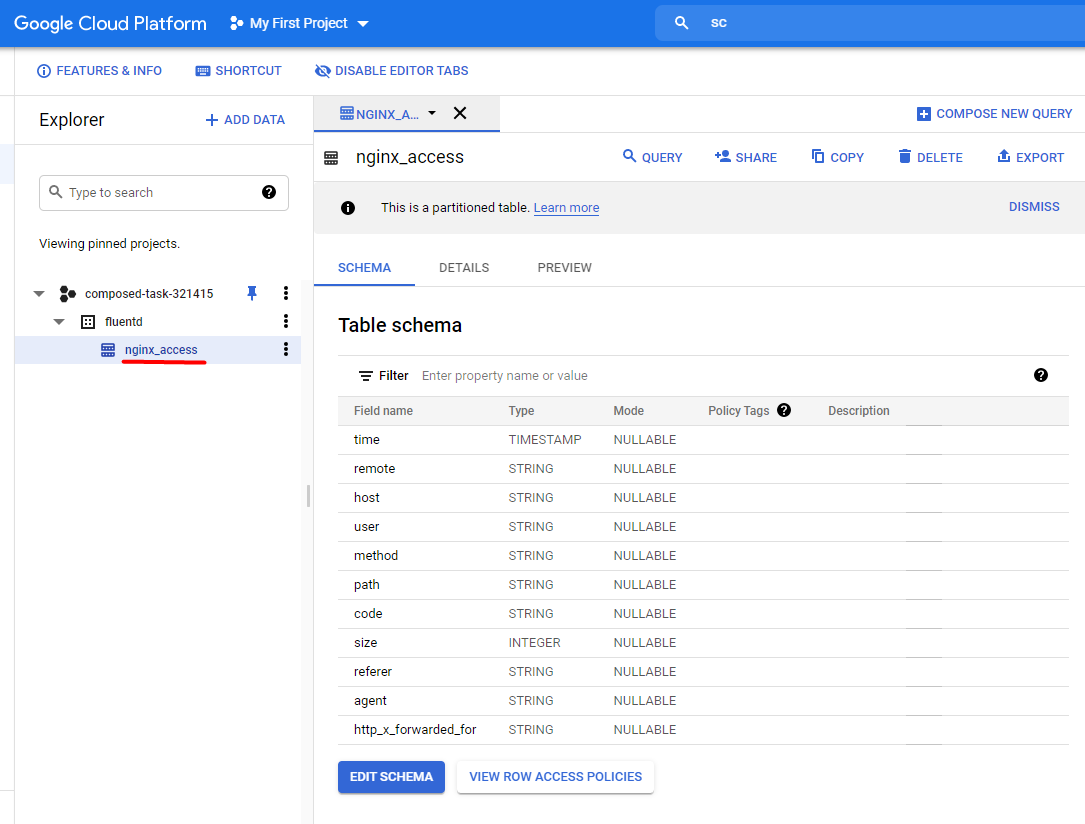 Google Cloud Platform My First Project sc
FEATURES & INFO SHORTCUT DISABLE EDITOR TABS
Explorer ADD DATA
Type to search
Viewing pinned projects.
composed-task-321415
fluentd
nginx_access
NGINX_A... COMPOSE NEW QUERY
nginx_access QUERY SHARE COPY DELETE EXPORT
This is a partitioned table. Learn more DISMISS
SCHEMA DETAILS PREVIEW
Table schema
Filter Enter property name or value
Field name Type Mode Policy Tags Description
time TIMESTAMP NULLABLE
remote STRING NULLABLE
host STRING NULLABLE
user STRING NULLABLE
method STRING NULLABLE
path STRING NULLABLE
code STRING NULLABLE
size INTEGER NULLABLE
referer STRING NULLABLE
agent STRING NULLABLE
http_x_forwarded_for STRING NULLABLE
EDIT SCHEMA VIEW ROW ACCESS POLICIES